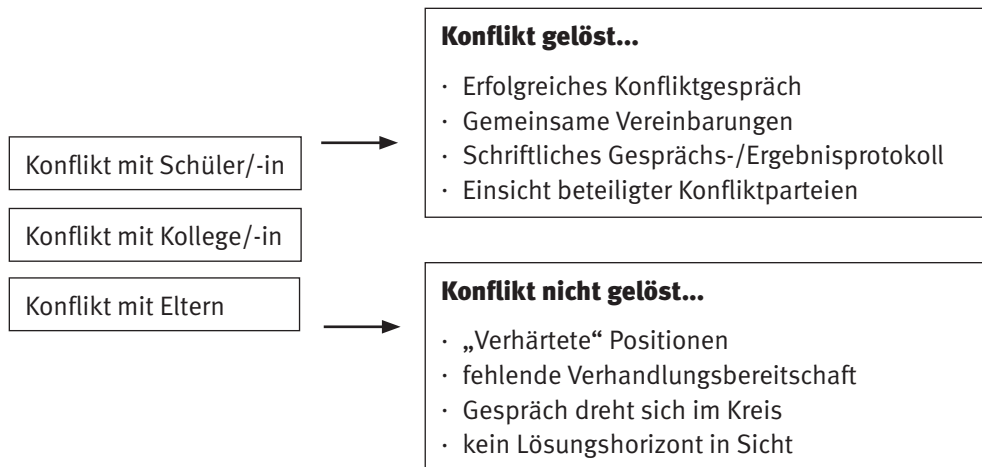 Konflikt mit Schüler/-in
Konflikt mit Kollege/-in
Konflikt mit Eltern
Konflikt gelöst...
· Erfolgreiches Konfliktgespräch
· Gemeinsame Vereinbarungen
· Schriftliches Gesprächs-/Ergebnisprotokoll
· Einsicht beteiligter Konfliktparteien
Konflikt nicht gelöst...
· „Verhärtete“ Positionen
· fehlende Verhandlungsbereitschaft
· Gespräch dreht sich im Kreis
· kein Lösungshorizont in Sicht